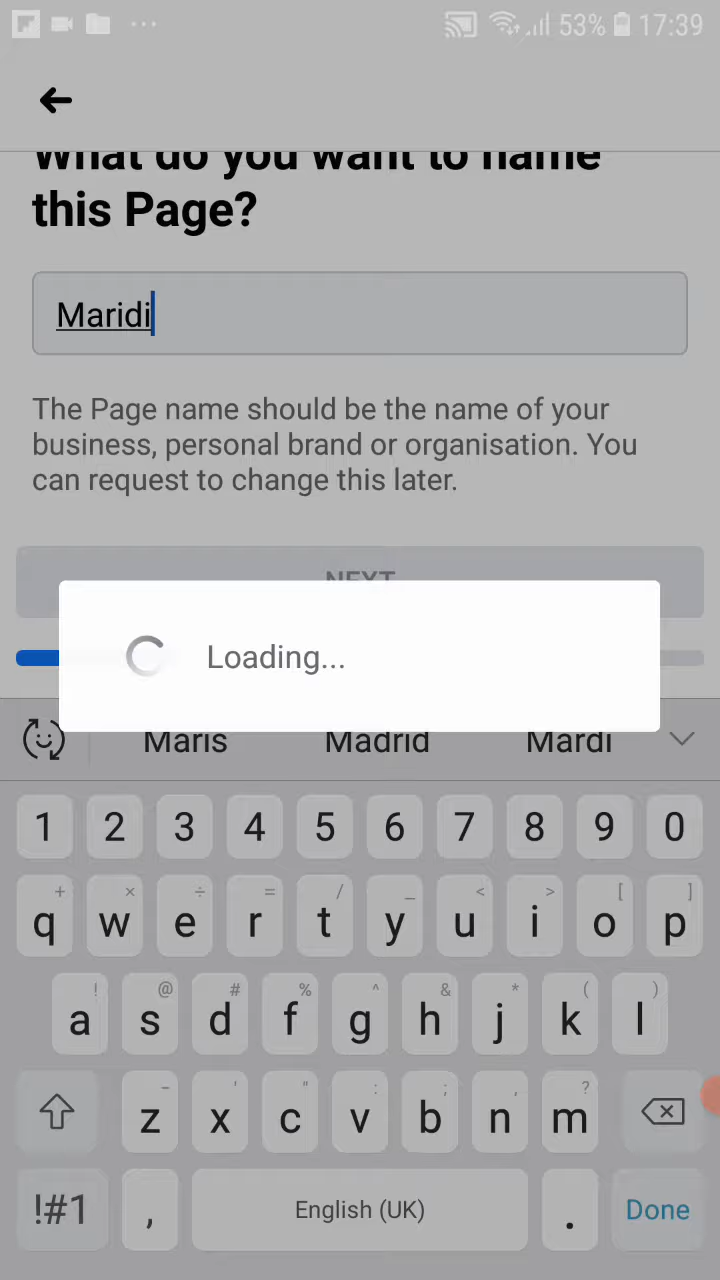 53% 17:39
What do you want to name
this Page?
Maridi
The Page name should be the name of your
business, personal brand or organisation. You
can request to change this later.
NEXT
Loading...
Maris Madrid Mardi
1 2 3 4 5 6 7 8 9 0
+ × ÷ = / _ < > [ ]
q w e r t y u i o p
! @ # % ^ & * ( )
a s d f g h j k l
- ' " : ; , ?
z x c v b n m
!#1 , English (UK) . Done